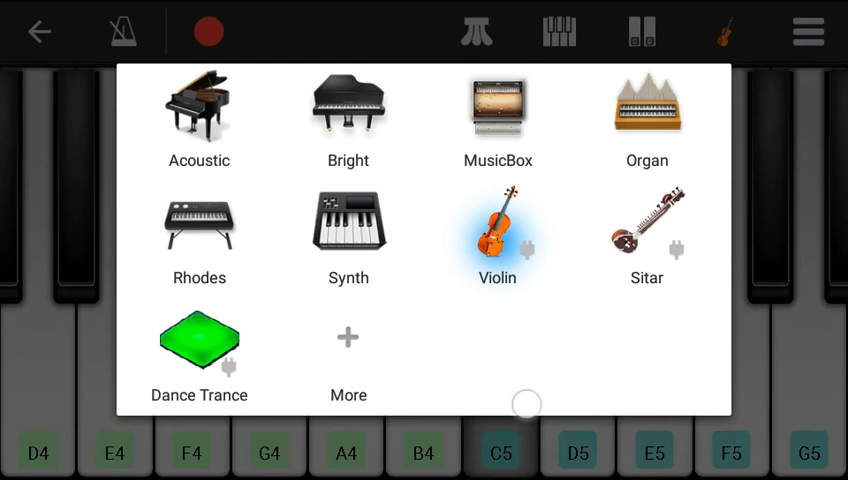 Acoustic Bright MusicBox Organ
Rhodes Synth Violin Sitar
Dance Trance More
D4 E4 F4 G4 A4 B4 C5 D5 E5 F5 G5